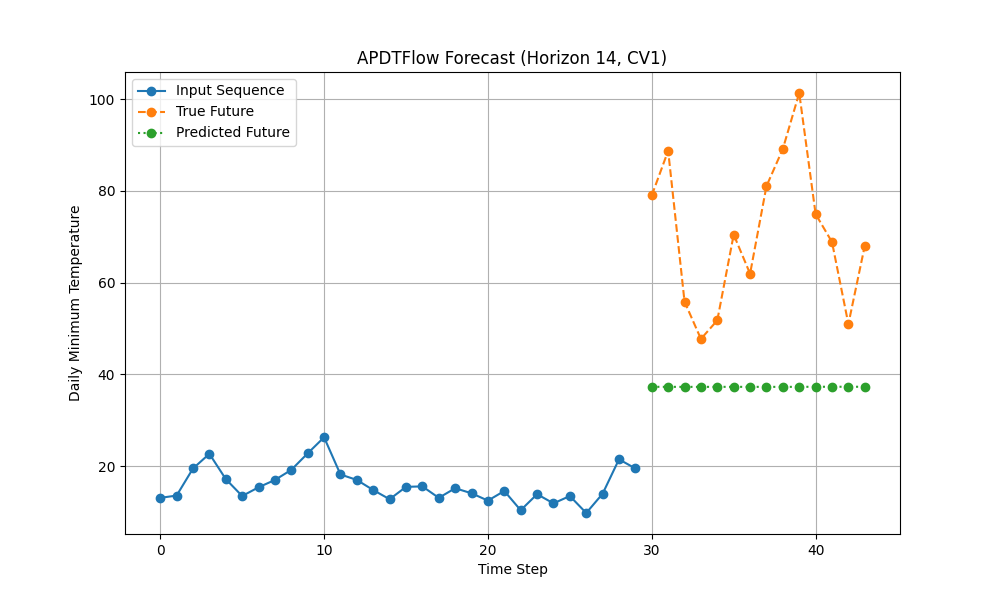 APDTFlow Forecast (Horizon 14, CV1)
Input Sequence
True Future
Predicted Future
Daily Minimum Temperature
100
80
60
40
20
0
10
20
30
40
Time Step